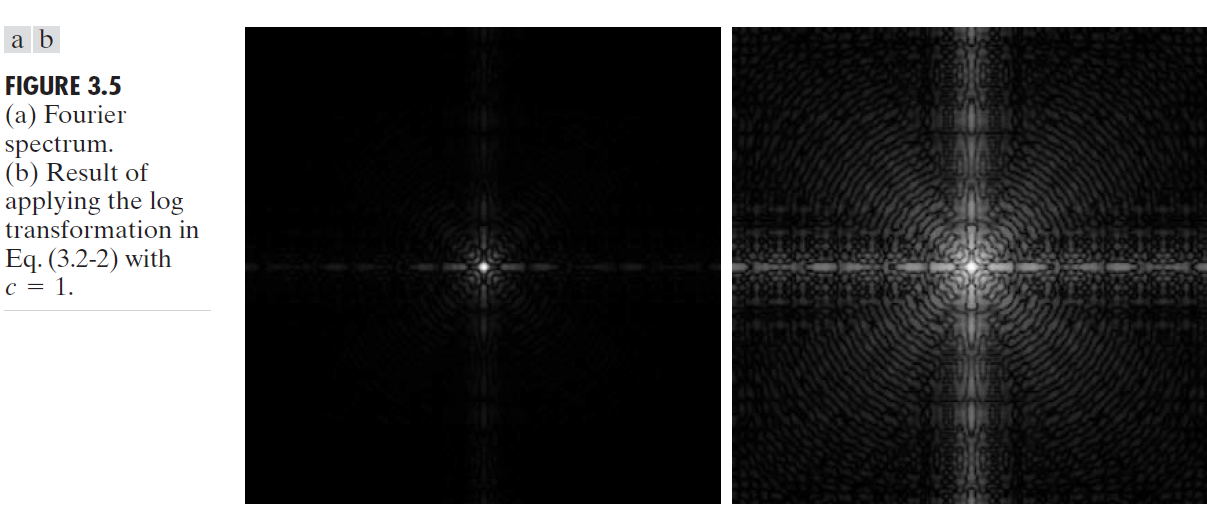 a b
FIGURE 3.5
(a) Fourier
spectrum.
(b) Result of
applying the log
transformation in
Eq. (3.2-2) with
c = 1.